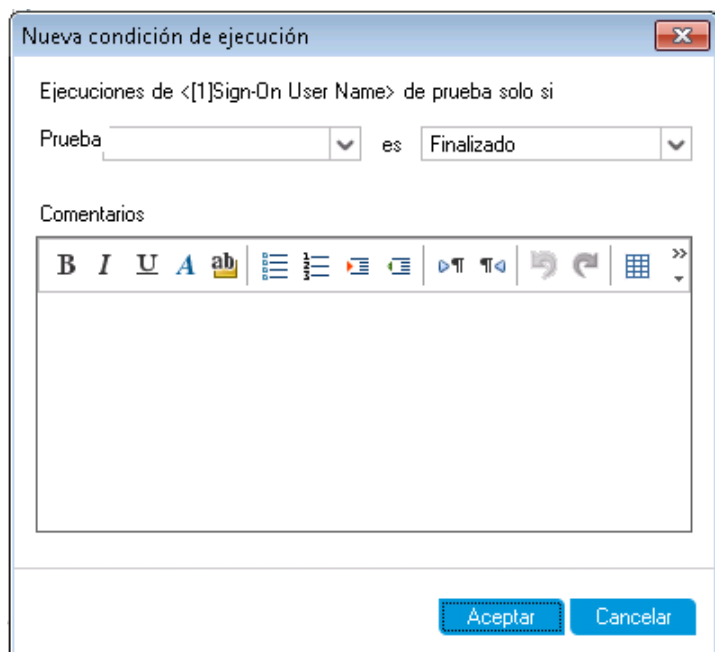 Nueva condición de ejecución
Ejecuciones de <[1]Sign-On User Name> de prueba solo si
Prueba es Finalizado
Comentarios
B I U A ab
Aceptar Cancelar